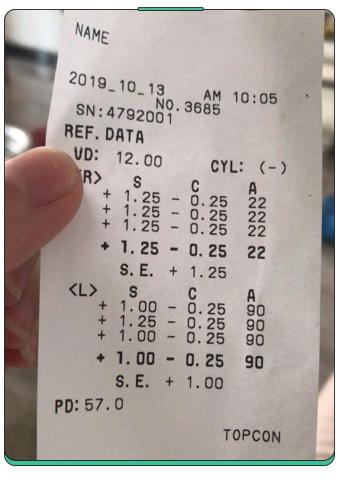 NAME
2019_10_13 AM 10:05
NO.3685
SN:4792001
REF. DATA
VD: 12.00 CYL: (-)
R> S C A
+ 1.25 - 0.25 22
+ 1.25 - 0.25 22
+ 1.25 - 0.25 22
+ 1.25 - 0.25 22
S.E. + 1.25
<L> S C A
+ 1.00 - 0.25 90
+ 1.25 - 0.25 90
+ 1.00 - 0.25 90
+ 1.00 - 0.25 90
S.E. + 1.00
PD: 57.0
TOPCON